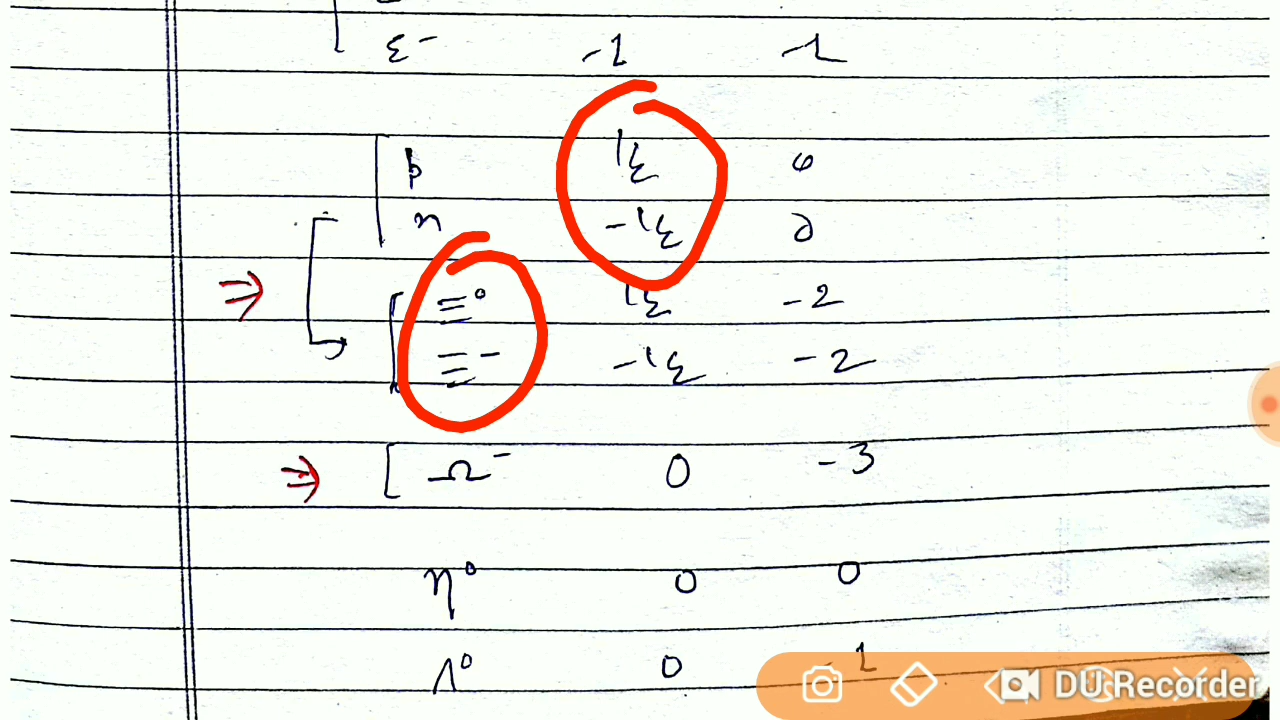 Σ⁻ -1 -1
p 1/2 0
n -1/2 0
Ξ⁰ 1/2 -2
Ξ⁻ -1/2 -2
⇒
⇒ Ω⁻ 0 -3
η⁰ 0 0
Λ⁰ 0 -1
DU Recorder